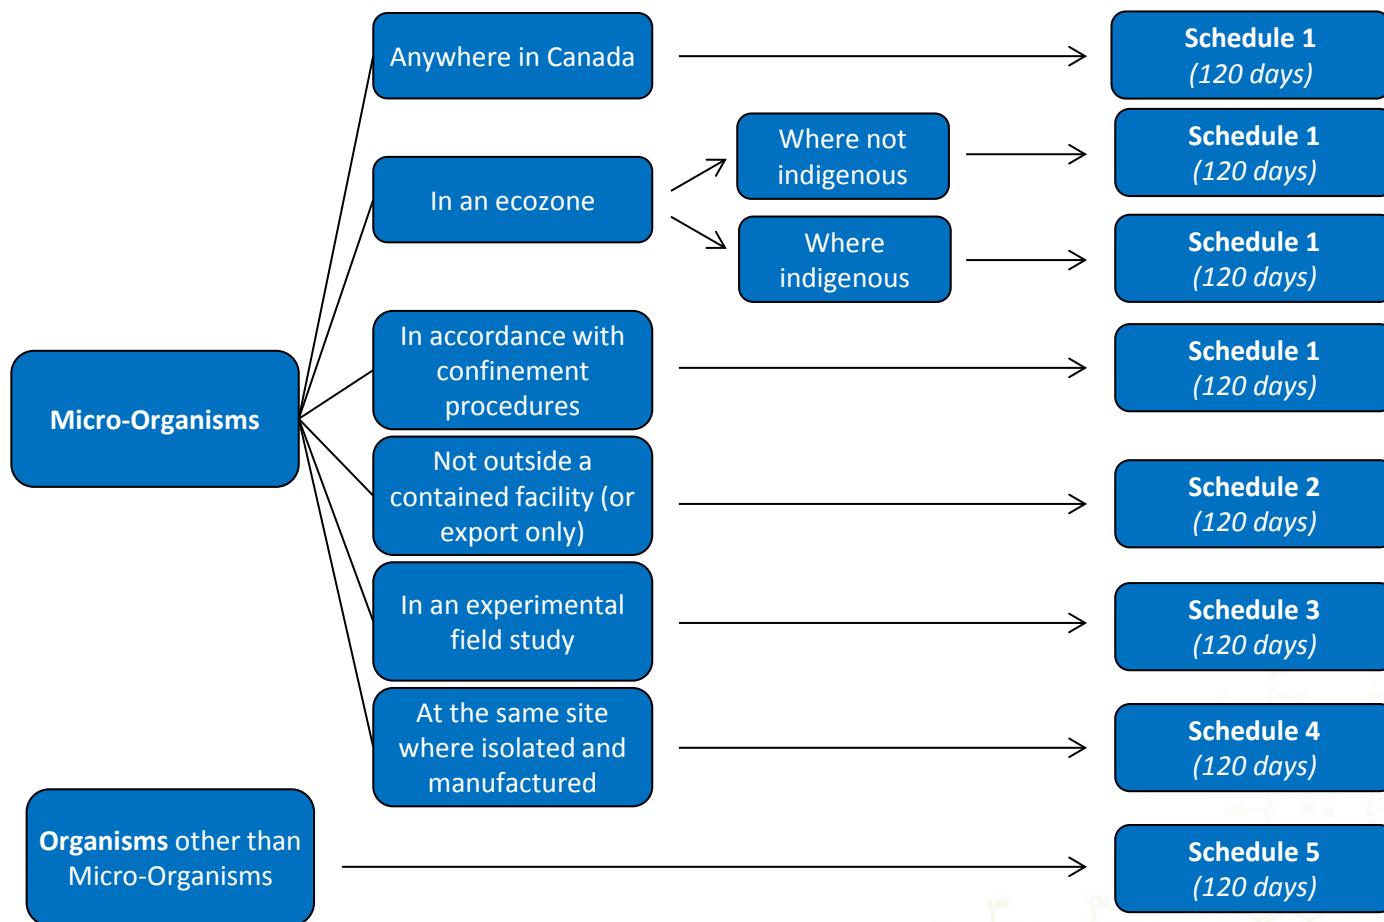 Anywhere in Canada
Schedule 1
(120 days)
In an ecozone
Where not
indigenous
Schedule 1
(120 days)
Where
indigenous
Schedule 1
(120 days)
Micro-Organisms
In accordance with
confinement
procedures
Schedule 1
(120 days)
Not outside a
contained facility (or
export only)
Schedule 2
(120 days)
In an experimental
field study
Schedule 3
(120 days)
At the same site
where isolated and
manufactured
Schedule 4
(120 days)
Organisms other than
Micro-Organisms
Schedule 5
(120 days)